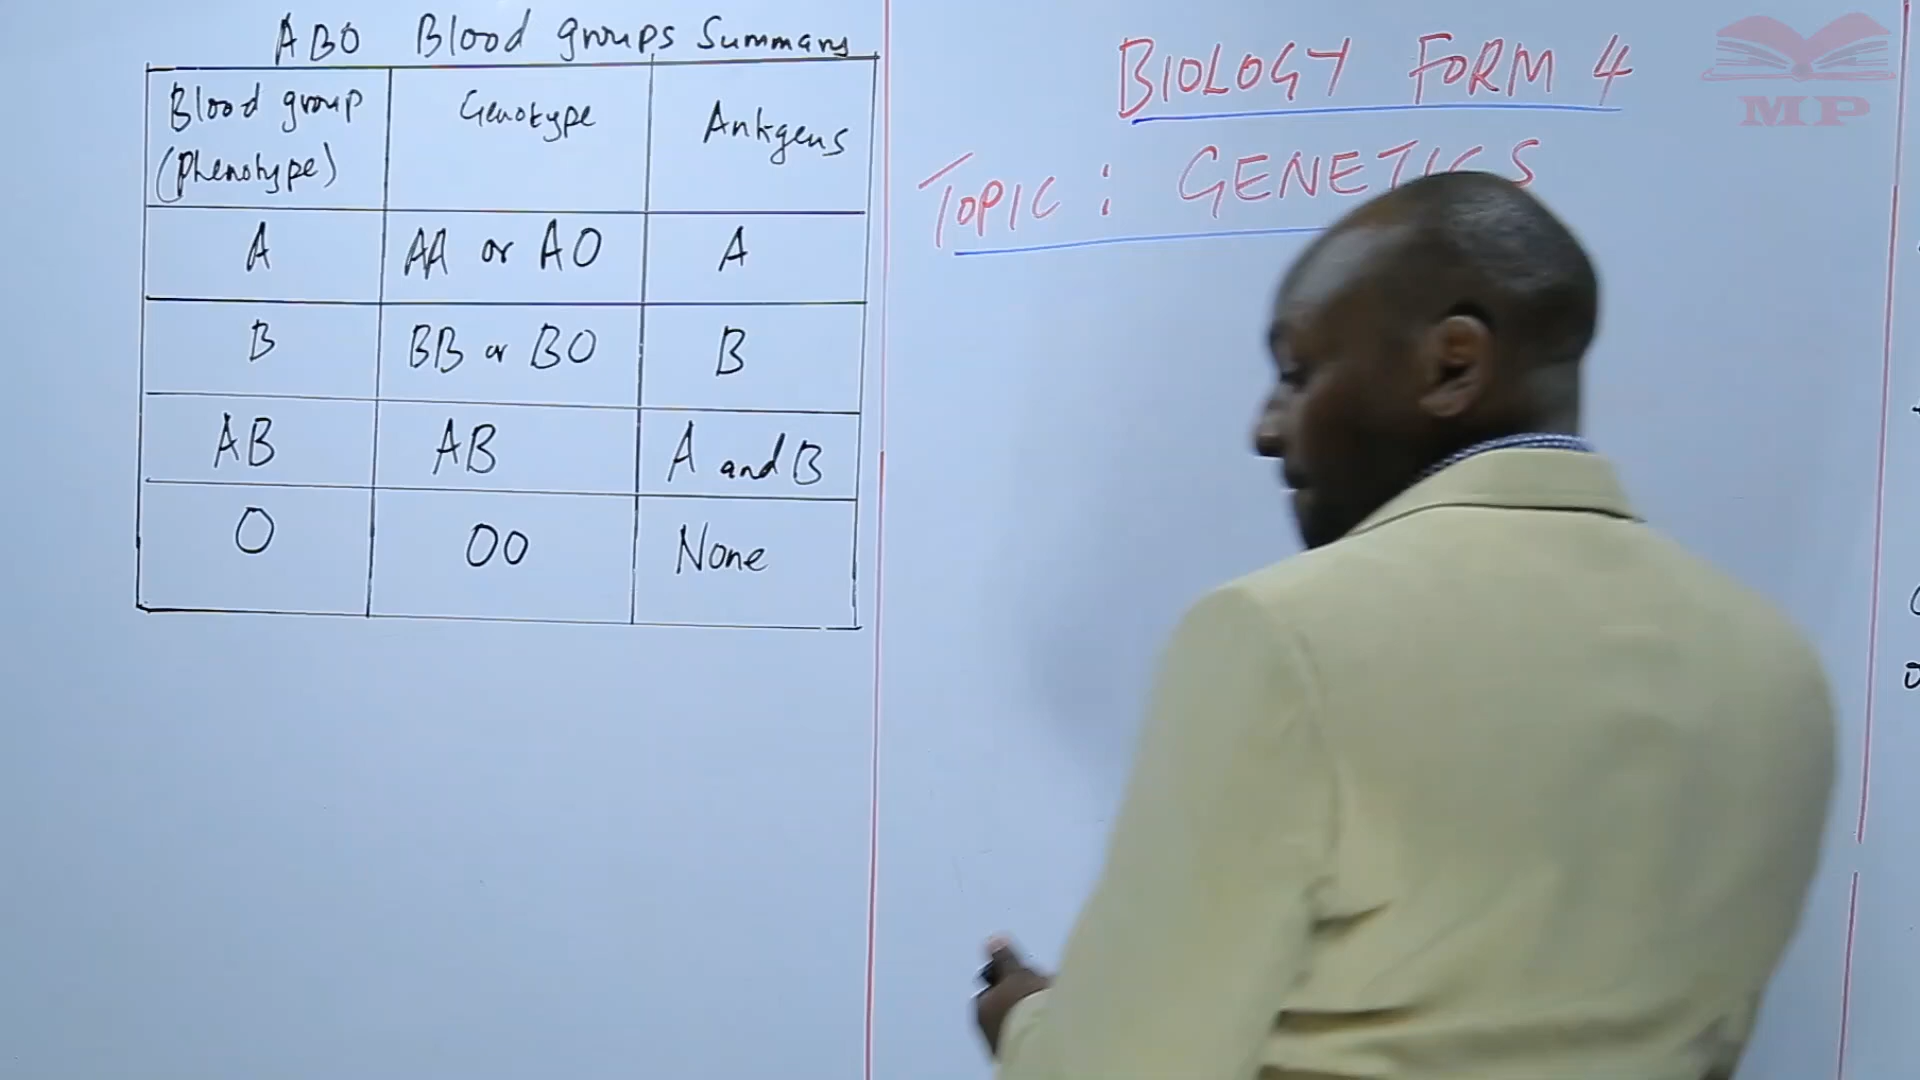 ABO Blood groups Summary
Blood group (Phenotype) Genotype Antigens
A AA or AO A
B BB or BO B
AB AB A and B
O OO None
BIOLOGY FORM 4
TOPIC: GENETICS
MP